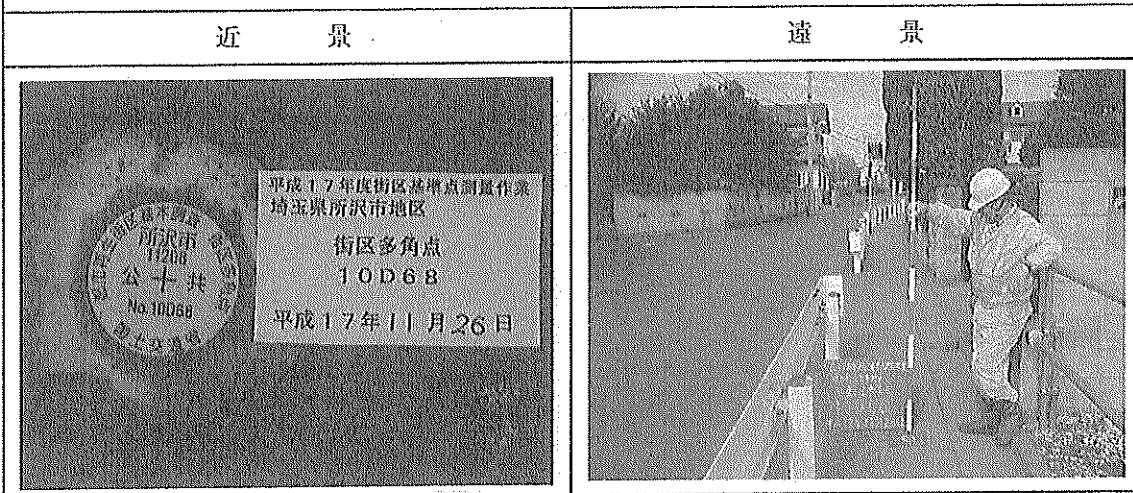 近景
遠景
所沢市
11208
公共
No.10D68
平成17年度街区基準点測量作業
埼玉県所沢市地区
街区多角点
10D68
平成17年11月26日